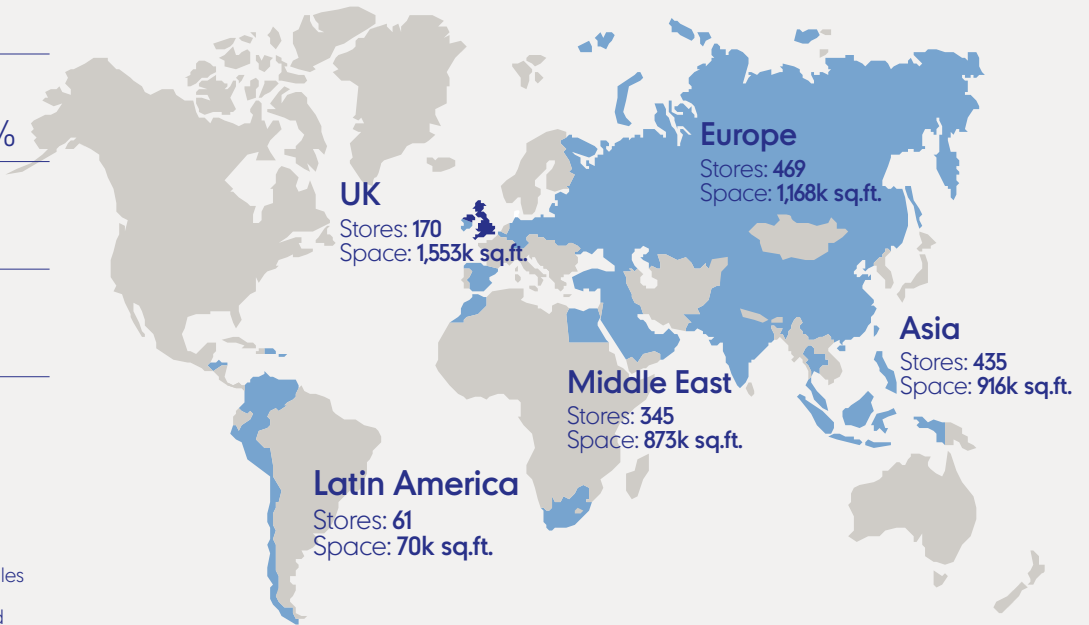 %
Europe
Stores: 469
Space: 1,168k sq.ft.
UK
Stores: 170
Space: 1,553k sq.ft.
Asia
Stores: 435
Space: 916k sq.ft.
Middle East
Stores: 345
Space: 873k sq.ft.
Latin America
Stores: 61
Space: 70k sq.ft.
les
d